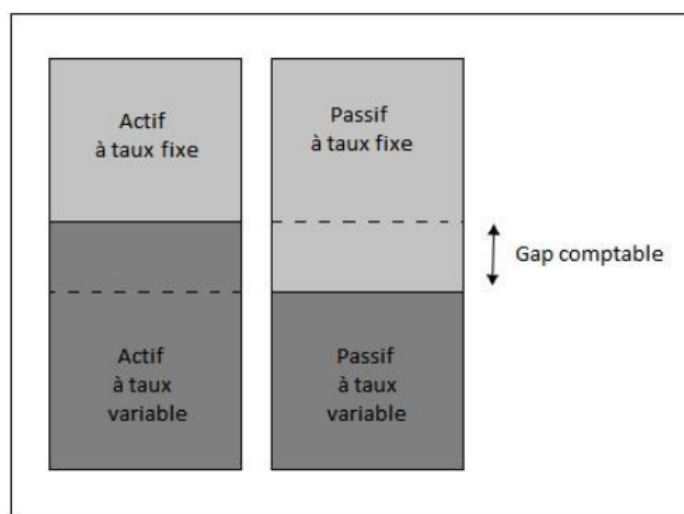 Actif
à taux fixe
Passif
à taux fixe
Gap comptable
Actif
à taux
variable
Passif
à taux
variable